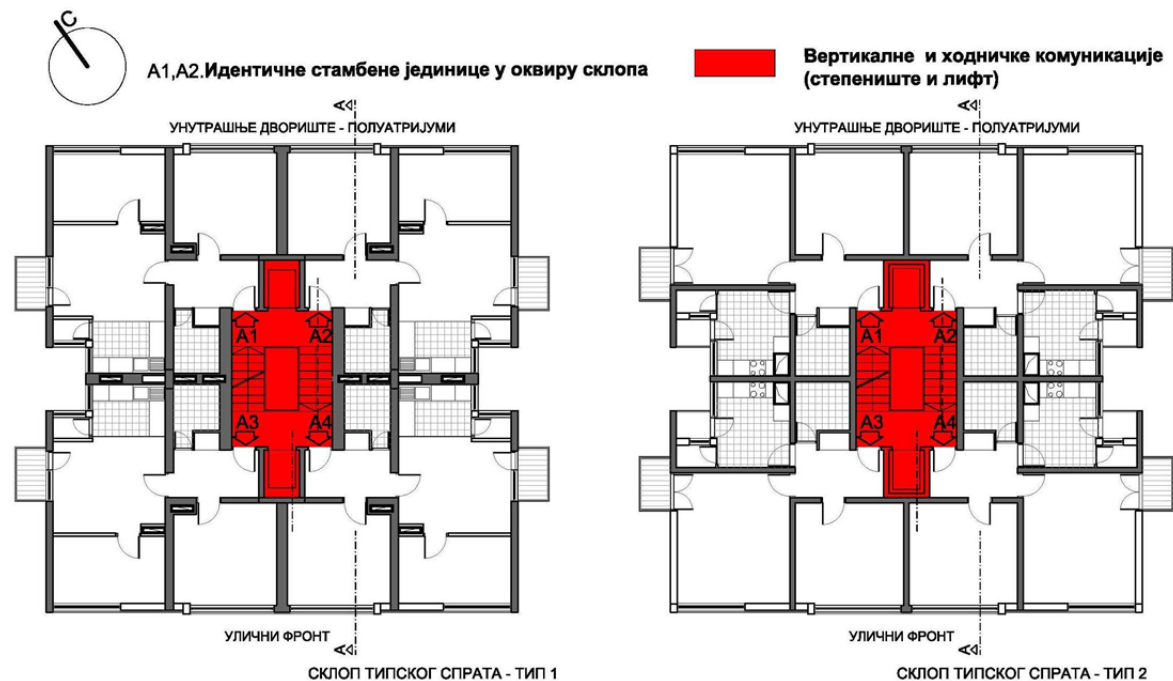 С
А1,А2.Идентичне стамбене јединице у оквиру склопа
Вертикалне и ходничке комуникације
(степениште и лифт)
А
УНУТРАШЊЕ ДВОРИШТЕ - ПОЛУАТРИЈУМИ
А1
А2
А3
А4
УЛИЧНИ ФРОНТ
А
СКЛОП ТИПСКОГ СПРАТА - ТИП 1
А
УНУТРАШЊЕ ДВОРИШТЕ - ПОЛУАТРИЈУМИ
А1
А2
А3
А4
УЛИЧНИ ФРОНТ
А
СКЛОП ТИПСКОГ СПРАТА - ТИП 2